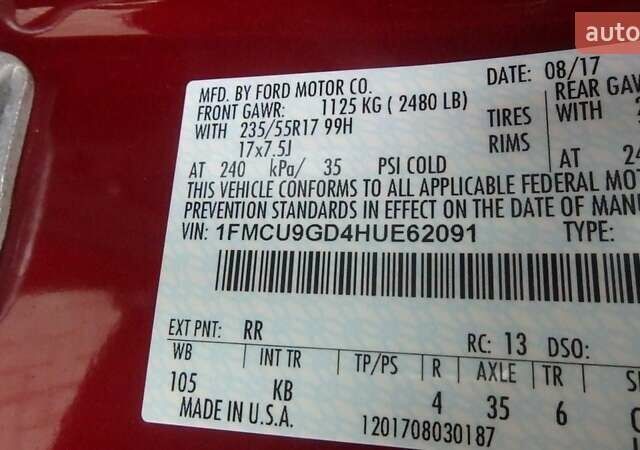 auto
MFD. BY FORD MOTOR CO.
DATE: 08/17
FRONT GAWR: 1125 KG ( 2480 LB)
REAR GAW
WITH 235/55R17 99H TIRES
17x7.5J RIMS
AT 240 kPa/ 35 PSI COLD AT 24
THIS VEHICLE CONFORMS TO ALL APPLICABLE FEDERAL MOT
PREVENTION STANDARDS IN EFFECT ON THE DATE OF MANU
VIN: 1FMCU9GD4HUE62091 TYPE:
EXT PNT: RR RC: 13 DSO:
WB INT TR TP/PS R AXLE TR
105 KB 4 35 6
MADE IN U.S.A. 1201708030187